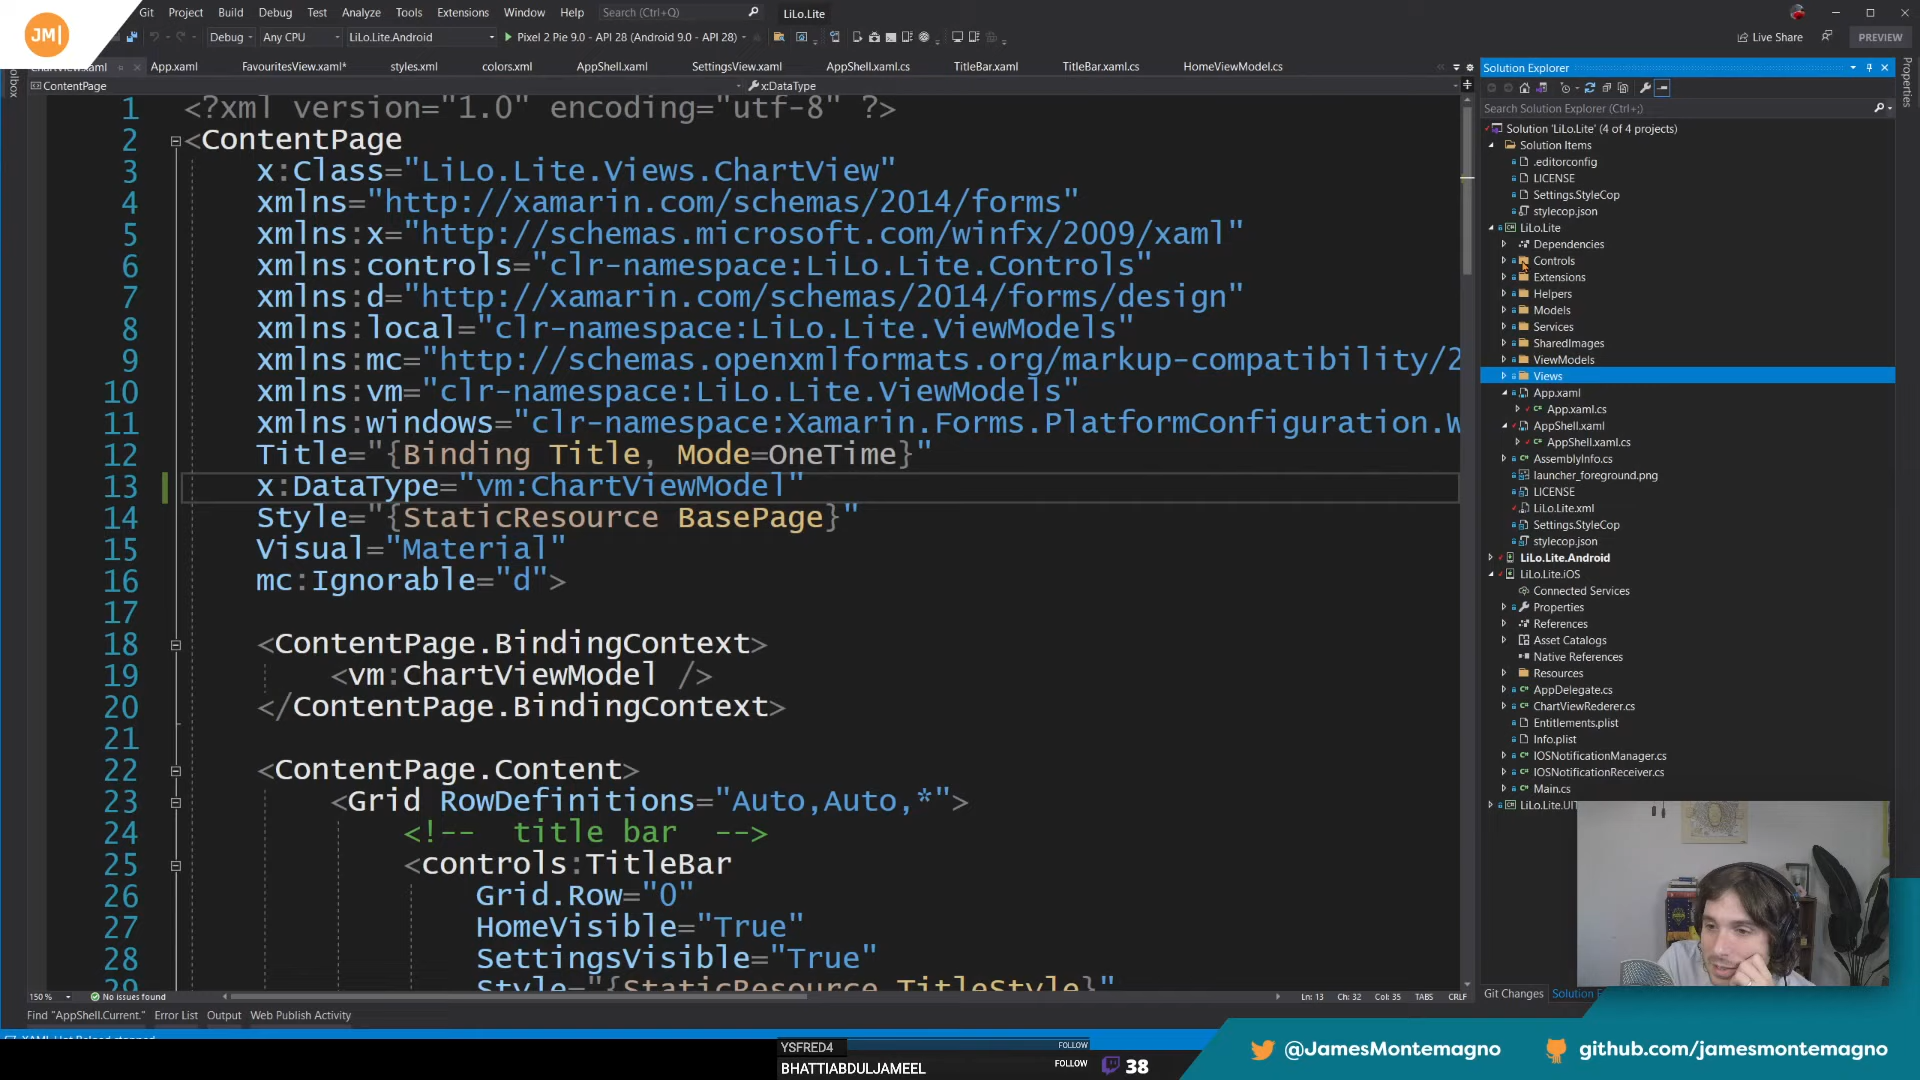 JM|
Git Project Build Debug Test Analyze Tools Extensions Window Help Search (Ctrl+Q) LiLo.Lite
Debug Any CPU LiLo.Lite.Android Pixel 2 Pie 9.0 - API 28 (Android 9.0 - API 28) Live Share PREVIEW
ChartView.xaml App.xaml FavouritesView.xaml* styles.xml colors.xml AppShell.xaml SettingsView.xaml AppShell.xaml.cs TitleBar.xaml TitleBar.xaml.cs HomeViewModel.cs
ContentPage x:DataType
1 <?xml version="1.0" encoding="utf-8" ?>
2 <ContentPage
3 x:Class="LiLo.Lite.Views.ChartView"
4 xmlns="http://xamarin.com/schemas/2014/forms"
5 xmlns:x="http://schemas.microsoft.com/winfx/2009/xaml"
6 xmlns:controls="clr-namespace:LiLo.Lite.Controls"
7 xmlns:d="http://xamarin.com/schemas/2014/forms/design"
8 xmlns:local="clr-namespace:LiLo.Lite.ViewModels"
9 xmlns:mc="http://schemas.openxmlformats.org/markup-compatibility/2
10 xmlns:vm="clr-namespace:LiLo.Lite.ViewModels"
11 xmlns:windows="clr-namespace:Xamarin.Forms.PlatformConfiguration.W
12 Title="{Binding Title, Mode=OneTime}"
13 x:DataType="vm:ChartViewModel"
14 Style="{StaticResource BasePage}"
15 Visual="Material"
16 mc:Ignorable="d">
17
18 <ContentPage.BindingContext>
19 <vm:ChartViewModel />
20 </ContentPage.BindingContext>
21
22 <ContentPage.Content>
23 <Grid RowDefinitions="Auto,Auto,*">
24 <!-- title bar -->
25 <controls:TitleBar
26 Grid.Row="0"
27 HomeVisible="True"
28 SettingsVisible="True"
29 Style="{StaticResource TitleStyle}"
150 % No issues found Ln: 13 Ch: 32 Col: 35 TABS CRLF
Find "AppShell.Current." Error List Output Web Publish Activity
XAML Hot Reload stopped
Solution Explorer
Search Solution Explorer (Ctrl+;)
Solution 'LiLo.Lite' (4 of 4 projects)
Solution Items
.editorconfig
LICENSE
Settings.StyleCop
stylecop.json
LiLo.Lite
Dependencies
Controls
Extensions
Helpers
Models
Services
SharedImages
ViewModels
Views
App.xaml
App.xaml.cs
AppShell.xaml
AppShell.xaml.cs
AssemblyInfo.cs
launcher_foreground.png
LICENSE
LiLo.Lite.xml
Settings.StyleCop
stylecop.json
LiLo.Lite.Android
LiLo.Lite.iOS
Connected Services
Properties
References
Asset Catalogs
Native References
Resources
AppDelegate.cs
ChartViewRederer.cs
Entitlements.plist
Info.plist
IOSNotificationManager.cs
IOSNotificationReceiver.cs
Main.cs
LiLo.Lite.UI
Git Changes Solution E
Properties
YSFRED4 FOLLOW
BHATTIABDULJAMEEL FOLLOW
38
@JamesMontemagno github.com/jamesmontemagno